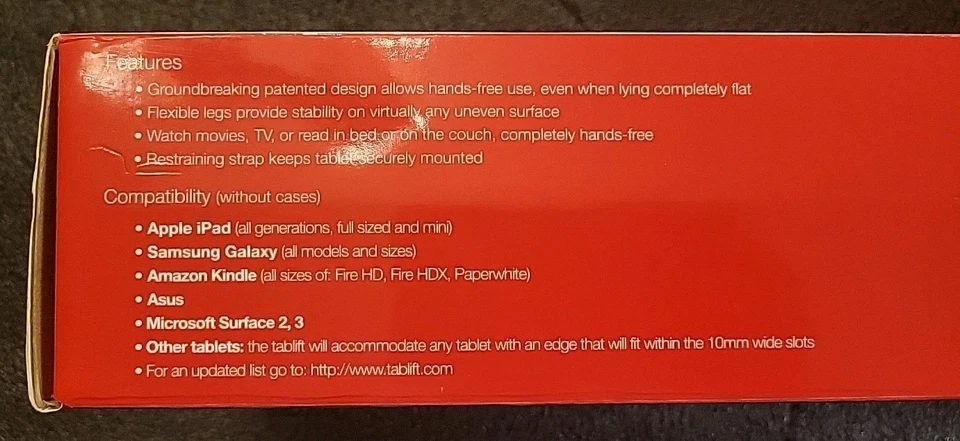 Features
• Groundbreaking patented design allows hands-free use, even when lying completely flat
• Flexible legs provide stability on virtually any uneven surface
• Watch movies, TV, or read in bed or on the couch, completely hands-free
• Restraining strap keeps tablet securely mounted
Compatibility (without cases)
• Apple iPad (all generations, full sized and mini)
• Samsung Galaxy (all models and sizes)
• Amazon Kindle (all sizes of: Fire HD, Fire HDX, Paperwhite)
• Asus
• Microsoft Surface 2, 3
• Other tablets: the tablift will accommodate any tablet with an edge that will fit within the 10mm wide slots
• For an updated list go to: http://www.tablift.com